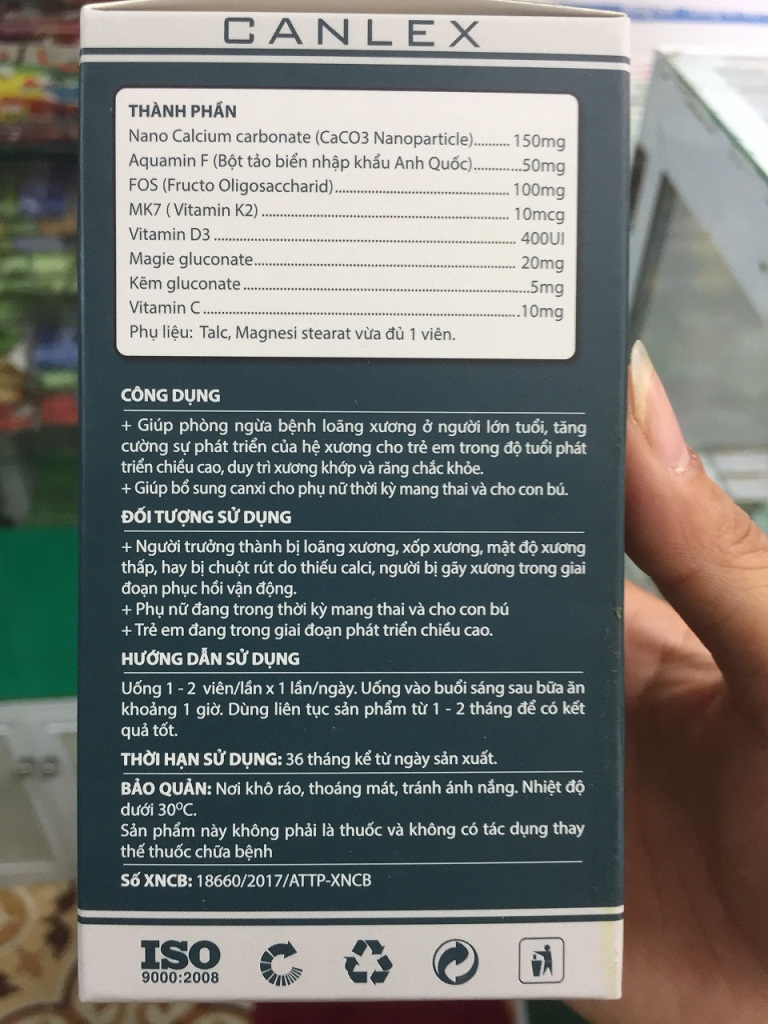 CANLEX
THÀNH PHẦN
Nano Calcium carbonate (CaCO3 Nanoparticle)......... 150mg
Aquamin F (Bột tảo biển nhập khẩu Anh Quốc)............50mg
FOS (Fructo Oligosaccharid)............................................ 100mg
MK7 ( Vitamin K2)............................................................ 10mcg
Vitamin D3........................................................................ 400UI
Magie gluconate................................................................ 20mg
Kẽm gluconate....................................................................5mg
Vitamin C...........................................................................10mg
Phụ liệu: Talc, Magnesi stearat vừa đủ 1 viên.
CÔNG DỤNG
+ Giúp phòng ngừa bệnh loãng xương ở người lớn tuổi, tăng
cường sự phát triển của hệ xương cho trẻ em trong độ tuổi phát
triển chiều cao, duy trì xương khớp và răng chắc khỏe.
+ Giúp bổ sung canxi cho phụ nữ thời kỳ mang thai và cho con bú.
ĐỐI TƯỢNG SỬ DỤNG
+ Người trưởng thành bị loãng xương, xốp xương, mật độ xương
thấp, hay bị chuột rút do thiếu calci, người bị gãy xương trong giai
đoạn phục hồi vận động.
+ Phụ nữ đang trong thời kỳ mang thai và cho con bú
+ Trẻ em đang trong giai đoạn phát triển chiều cao.
HƯỚNG DẪN SỬ DỤNG
Uống 1 - 2 viên/lần x 1 lần/ngày. Uống vào buổi sáng sau bữa ăn
khoảng 1 giờ. Dùng liên tục sản phẩm từ 1 - 2 tháng để có kết
quả tốt.
THỜI HẠN SỬ DỤNG: 36 tháng kể từ ngày sản xuất.
BẢO QUẢN: Nơi khô ráo, thoáng mát, tránh ánh nắng. Nhiệt độ
dưới 30ºC.
Sản phẩm này không phải là thuốc và không có tác dụng thay
thế thuốc chữa bệnh
Số XNCB: 18660/2017/ATTP-XNCB
ISO
9000:2008